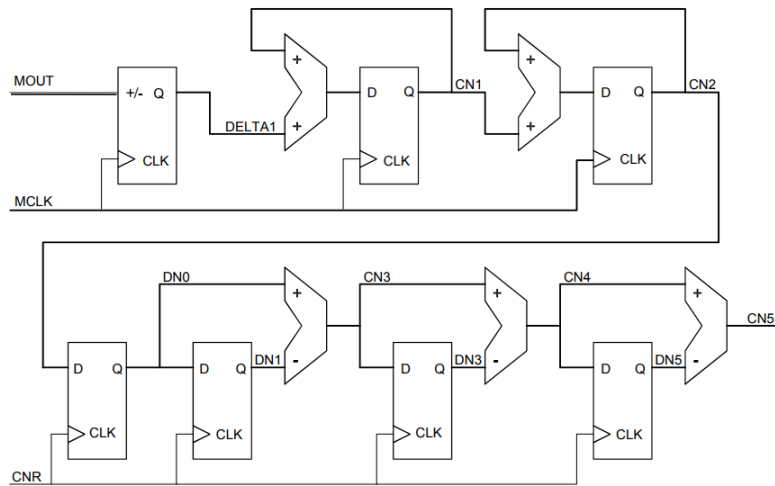 MOUT
+/- Q
CLK
DELTA1
+
+
D Q
CLK
CN1
+
+
D Q
CLK
CN2
MCLK
D Q
CLK
DN0
D Q
CLK
DN1
+
-
CN3
D Q
CLK
DN3
+
-
CN4
D Q
CLK
DN5
+
-
CN5
CNR